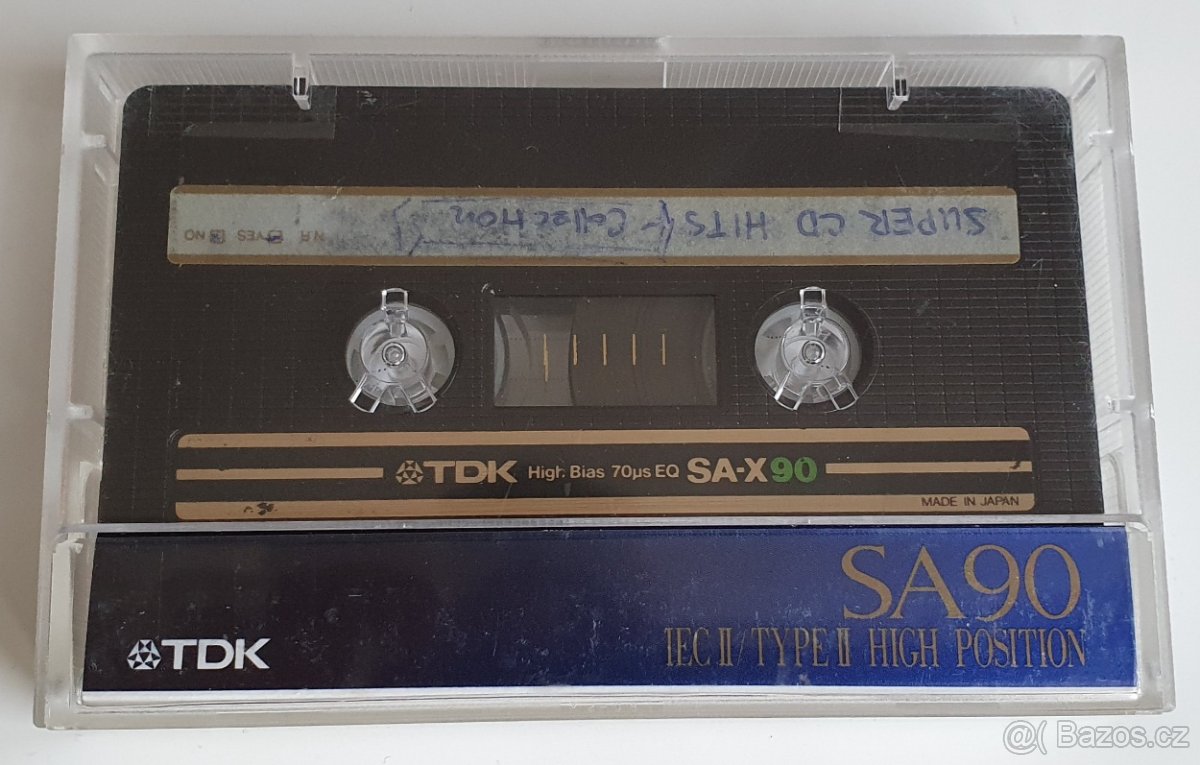 SUPER CD HITS Collection
N.R. YES NO
TDK High Bias 70µs EQ SA-X90
MADE IN JAPAN
SA90
IEC II/TYPE II HIGH POSITION
TDK
@( Bazos.cz